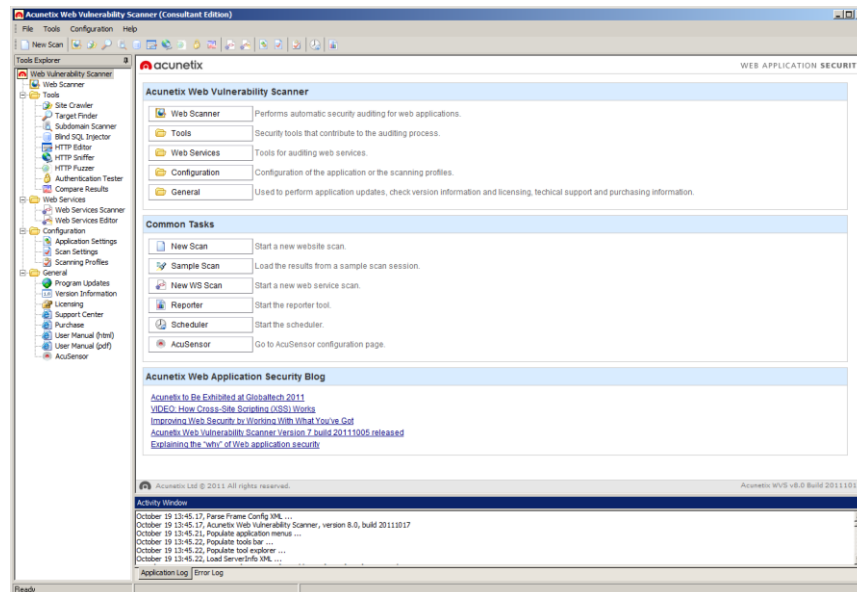 Acunetix Web Vulnerability Scanner (Consultant Edition)
File Tools Configuration Help
New Scan
Tools Explorer
Web Vulnerability Scanner
Web Scanner
Tools
Site Crawler
Target Finder
Subdomain Scanner
Blind SQL Injector
HTTP Editor
HTTP Sniffer
HTTP Fuzzer
Authentication Tester
Compare Results
Web Services
Web Services Scanner
Web Services Editor
Configuration
Application Settings
Scan Settings
Scanning Profiles
General
Program Updates
Version Information
Licensing
Support Center
Purchase
User Manual (html)
User Manual (pdf)
AcuSensor
acunetix WEB APPLICATION SECURIT
Acunetix Web Vulnerability Scanner
Web Scanner Performs automatic security auditing for web applications.
Tools Security tools that contribute to the auditing process.
Web Services Tools for auditing web services.
Configuration Configuration of the application or the scanning profiles.
General Used to perform application updates, check version information and licensing, techical support and purchasing information.
Common Tasks
New Scan Start a new website scan.
Sample Scan Load the results from a sample scan session.
New WS Scan Start a new web service scan.
Reporter Start the reporter tool.
Scheduler Start the scheduler.
AcuSensor Go to AcuSensor configuration page.
Acunetix Web Application Security Blog
Acunetix to Be Exhibited at Globaltech 2011
VIDEO: How Cross-Site Scripting (XSS) Works
Improving Web Security by Working With What You've Got
Acunetix Web Vulnerability Scanner Version 7 build 20111005 released
Explaining the "why" of Web application security
Acunetix Ltd © 2011 All rights reserved. Acunetix WVS v8.0 Build 2011101
Activity Window
October 19 13:45.17, Parse Frame Config XML ...
October 19 13:45.17, Acunetix Web Vulnerability Scanner, version 8.0, build 20111017
October 19 13:45.21, Populate application menus ...
October 19 13:45.22, Populate tools bar ...
October 19 13:45.22, Populate tool explorer ...
October 19 13:45.22, Load ServerInfo XML ...
Application Log Error Log
Ready